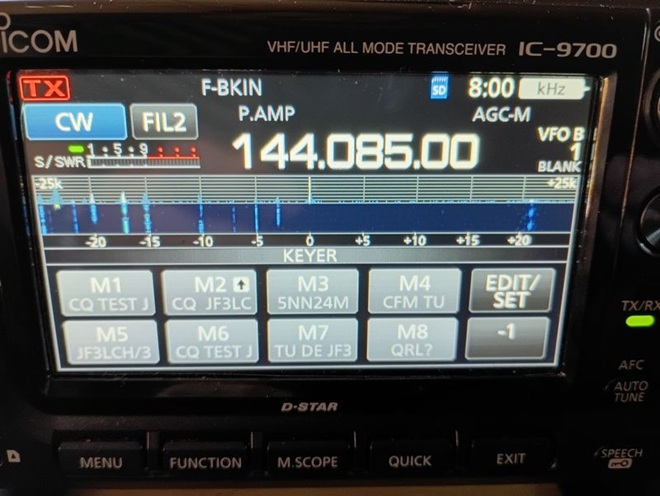 ICOM
VHF/UHF ALL MODE TRANSCEIVER IC-9700
TX F-BKIN SD 8:00 kHz
CW FIL2 P.AMP AGC-M
144.085.00 VFO B
1
BLANK
S/SWR 1 · 5 · 9
-25k +25k
-20 -15 -10 -5 0 +5 +10 +15 +20
KEYER
M1 M2 M3 M4 EDIT/
CQ TEST J CQ JF3LC 5NN24M CFM TU SET
M5 M6 M7 M8 -1
JF3LCH/3 CQ TEST J TU DE JF3 QRL?
TX/RX
AFC
AUTO
TUNE
D-STAR
MENU FUNCTION M.SCOPE QUICK EXIT SPEECH